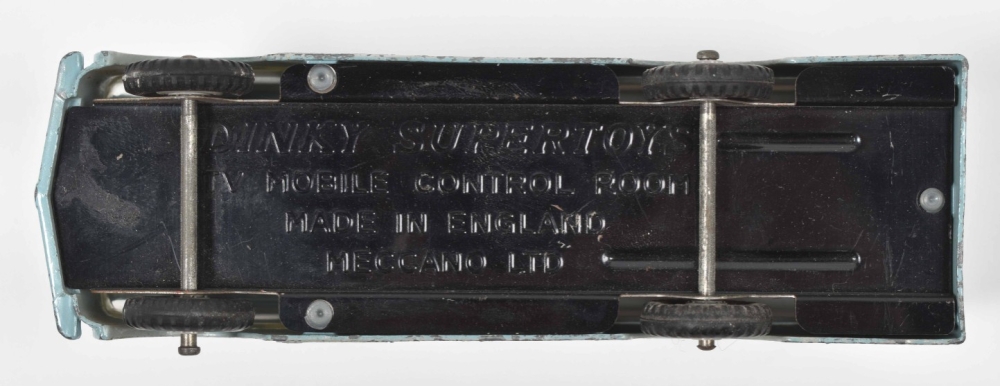 DINKY SUPERTOYS
TV MOBILE CONTROL ROOM
MADE IN ENGLAND
MECCANO LTD